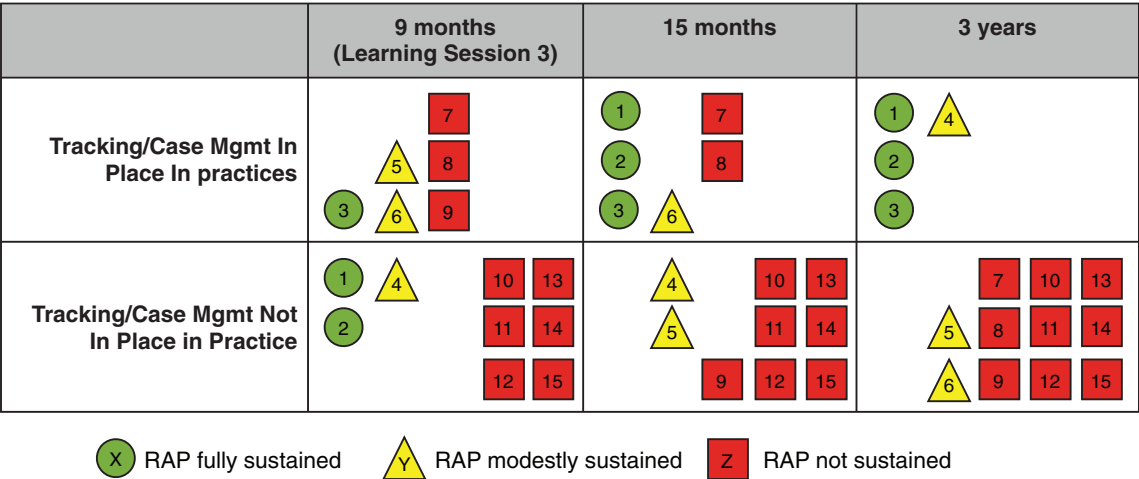 9 months
(Learning Session 3)
15 months
3 years
Tracking/Case Mgmt In
Place In practices
7
5 8
3 6 9
1 7
2 8
3 6
1 4
2
3
Tracking/Case Mgmt Not
In Place in Practice
1 4 10 13
2 11 14
12 15
4 10 13
5 11 14
9 12 15
7 10 13
5 8 11 14
6 9 12 15
X RAP fully sustained Y RAP modestly sustained Z RAP not sustained